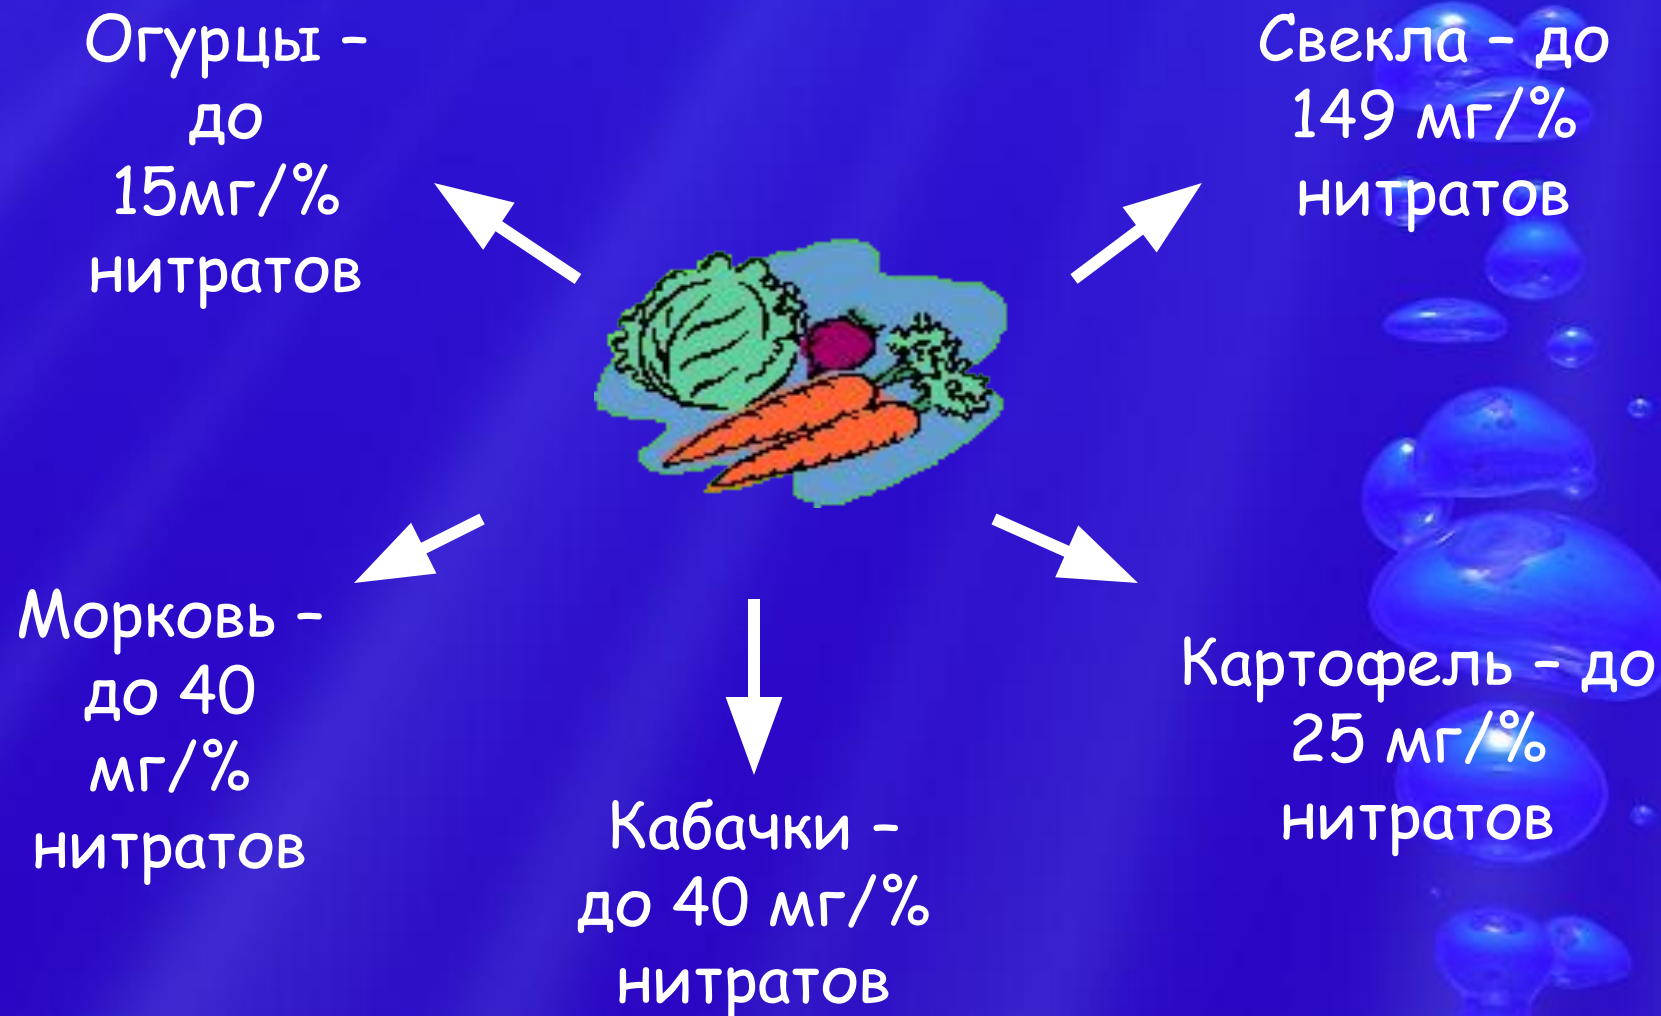 Огурцы –
до
15мг/%
нитратов
Свекла – до
149 мг/%
нитратов
Морковь –
до 40
мг/%
нитратов
Кабачки –
до 40 мг/%
нитратов
Картофель – до
25 мг/%
нитратов